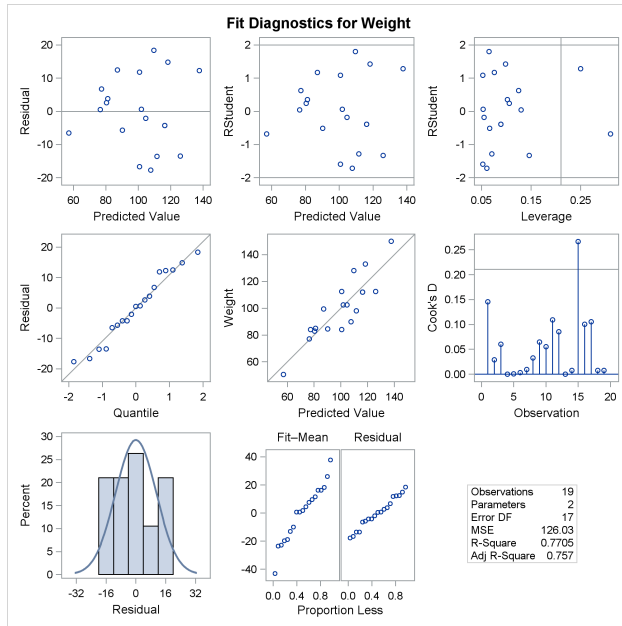 Fit Diagnostics for Weight
20
10
0
-10
-20
Residual
60 80 100 120 140
Predicted Value
2
1
0
-1
-2
RStudent
60 80 100 120 140
Predicted Value
2
1
0
-1
-2
RStudent
0.05 0.15 0.25
Leverage
20
0
-20
Residual
-2 -1 0 1 2
Quantile
140
120
100
80
60
Weight
60 80 100 120 140
Predicted Value
0.25
0.20
0.15
0.10
0.05
0.00
Cook's D
0 5 10 15 20
Observation
30
25
20
15
10
5
0
Percent
-32 -16 0 16 32
Residual
Fit–Mean Residual
40
20
0
-20
-40
0.0 0.4 0.8 0.0 0.4 0.8
Proportion Less
Observations 19
Parameters 2
Error DF 17
MSE 126.03
R-Square 0.7705
Adj R-Square 0.757